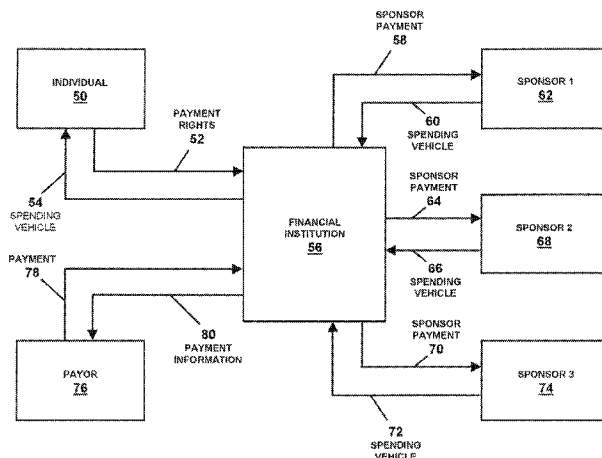 SPONSOR
PAYMENT
58
INDIVIDUAL
50
SPONSOR 1
62
PAYMENT
RIGHTS
52
60
SPENDING
VEHICLE
54
SPENDING
VEHICLE
SPONSOR
PAYMENT
64
FINANCIAL
INSTITUTION
56
SPONSOR 2
68
PAYMENT
78
66
SPENDING
VEHICLE
80
PAYMENT
INFORMATION
SPONSOR
PAYMENT
70
PAYOR
76
SPONSOR 3
74
72
SPENDING
VEHICLE